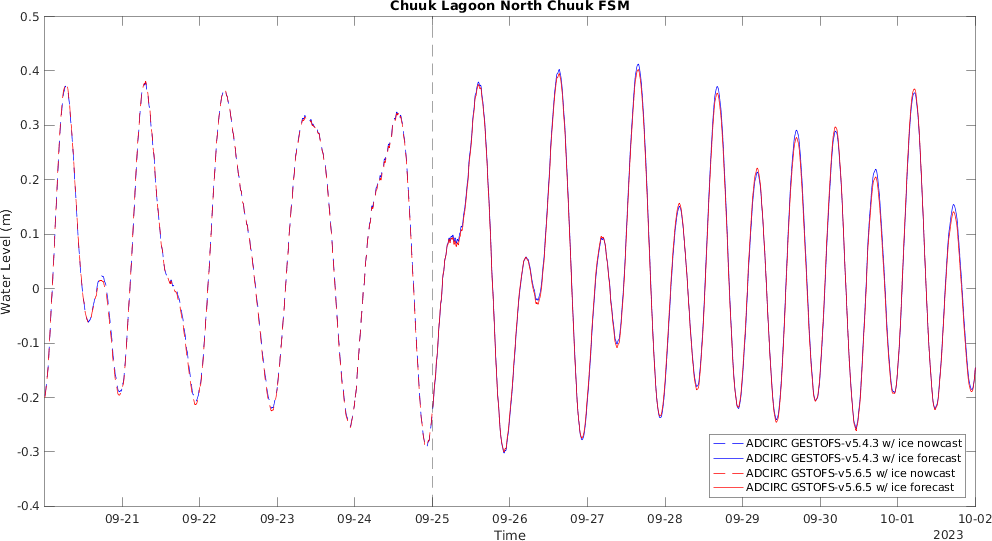 Chuuk Lagoon North Chuuk FSM
0.5
0.4
0.3
0.2
0.1
0
-0.1
-0.2
-0.3
-0.4
Water Level (m)
ADCIRC GESTOFS-v5.4.3 w/ ice nowcast
ADCIRC GESTOFS-v5.4.3 w/ ice forecast
ADCIRC GSTOFS-v5.6.5 w/ ice nowcast
ADCIRC GSTOFS-v5.6.5 w/ ice forecast
09-21 09-22 09-23 09-24 09-25 09-26 09-27 09-28 09-29 09-30 10-01 10-02
Time
2023